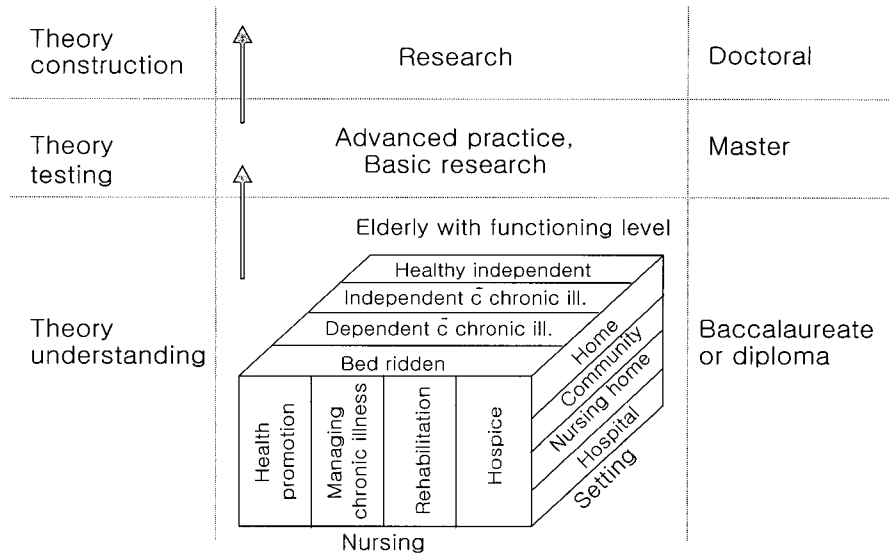 Theory
construction
Research
Doctoral
Theory
testing
Advanced practice,
Basic research
Master
Elderly with functioning level
Healthy independent
Independent c̄ chronic ill.
Dependent c̄ chronic ill.
Bed ridden
Theory
understanding
Baccalaureate
or diploma
Home
Community
Nursing home
Hospital
Setting
Health
promotion
Managing
chronic illness
Rehabilitation
Hospice
Nursing